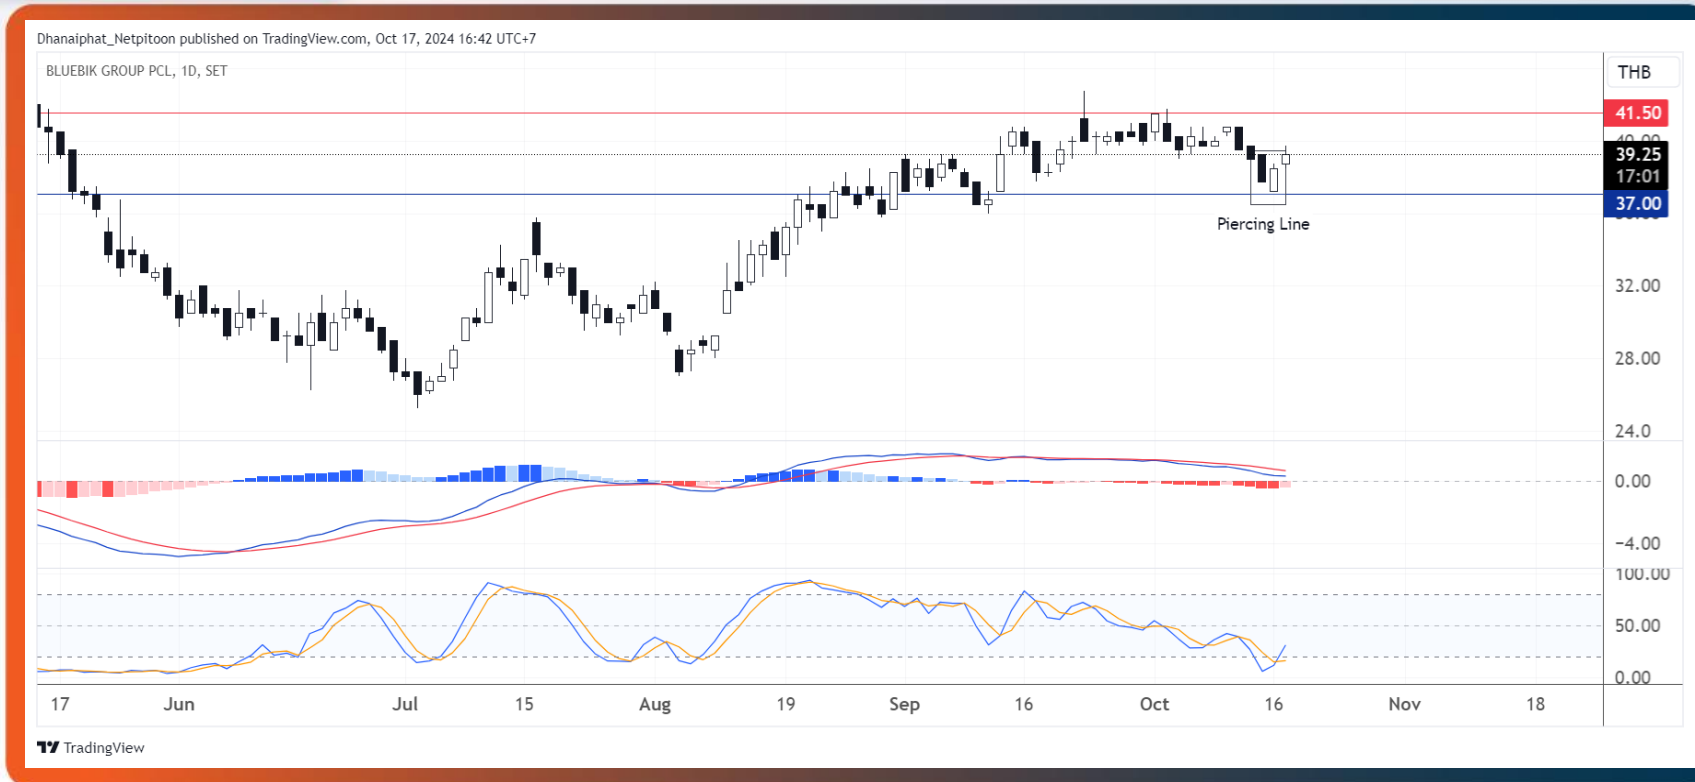 Dhanaiphat_Netpitoon published on TradingView.com, Oct 17, 2024 16:42 UTC+7
BLUEBIK GROUP PCL, 1D, SET
THB
41.50
39.25
17:01
37.00
Piercing Line
32.00
28.00
24.0
0.00
−4.00
100.00
50.00
0.00
17 Jun Jul 15 Aug 19 Sep 16 Oct 16 Nov 18
TradingView